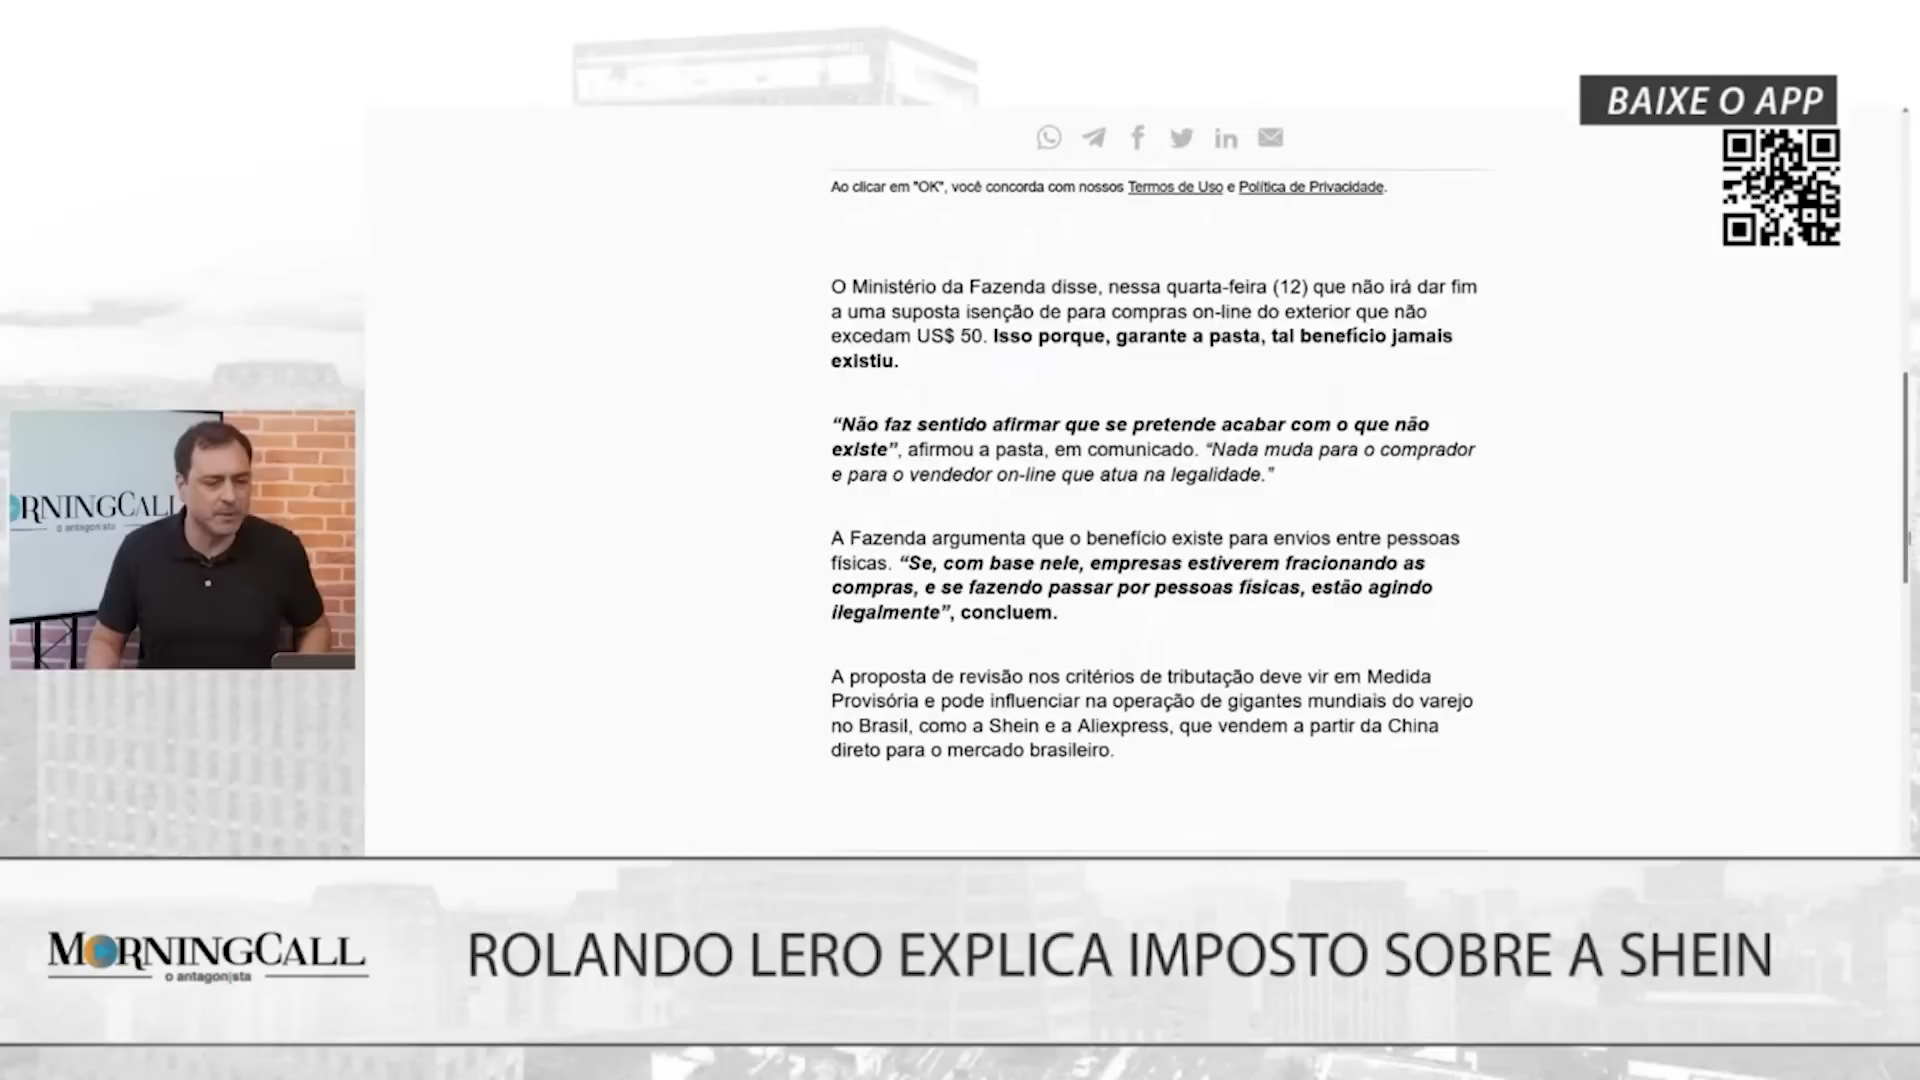 BAIXE O APP
Ao clicar em "OK", você concorda com nossos Termos de Uso e Política de Privacidade.
O Ministério da Fazenda disse, nessa quarta-feira (12) que não irá dar fim
a uma suposta isenção de para compras on-line do exterior que não
excedam US$ 50. Isso porque, garante a pasta, tal benefício jamais
existiu.
“Não faz sentido afirmar que se pretende acabar com o que não
existe”, afirmou a pasta, em comunicado. “Nada muda para o comprador
e para o vendedor on-line que atua na legalidade.”
A Fazenda argumenta que o benefício existe para envios entre pessoas
físicas. “Se, com base nele, empresas estiverem fracionando as
compras, e se fazendo passar por pessoas físicas, estão agindo
ilegalmente”, concluem.
A proposta de revisão nos critérios de tributação deve vir em Medida
Provisória e pode influenciar na operação de gigantes mundiais do varejo
no Brasil, como a Shein e a Aliexpress, que vendem a partir da China
direto para o mercado brasileiro.
ORNINGCALL
o antagonista
MORNINGCALL
o antagonista
ROLANDO LERO EXPLICA IMPOSTO SOBRE A SHEIN